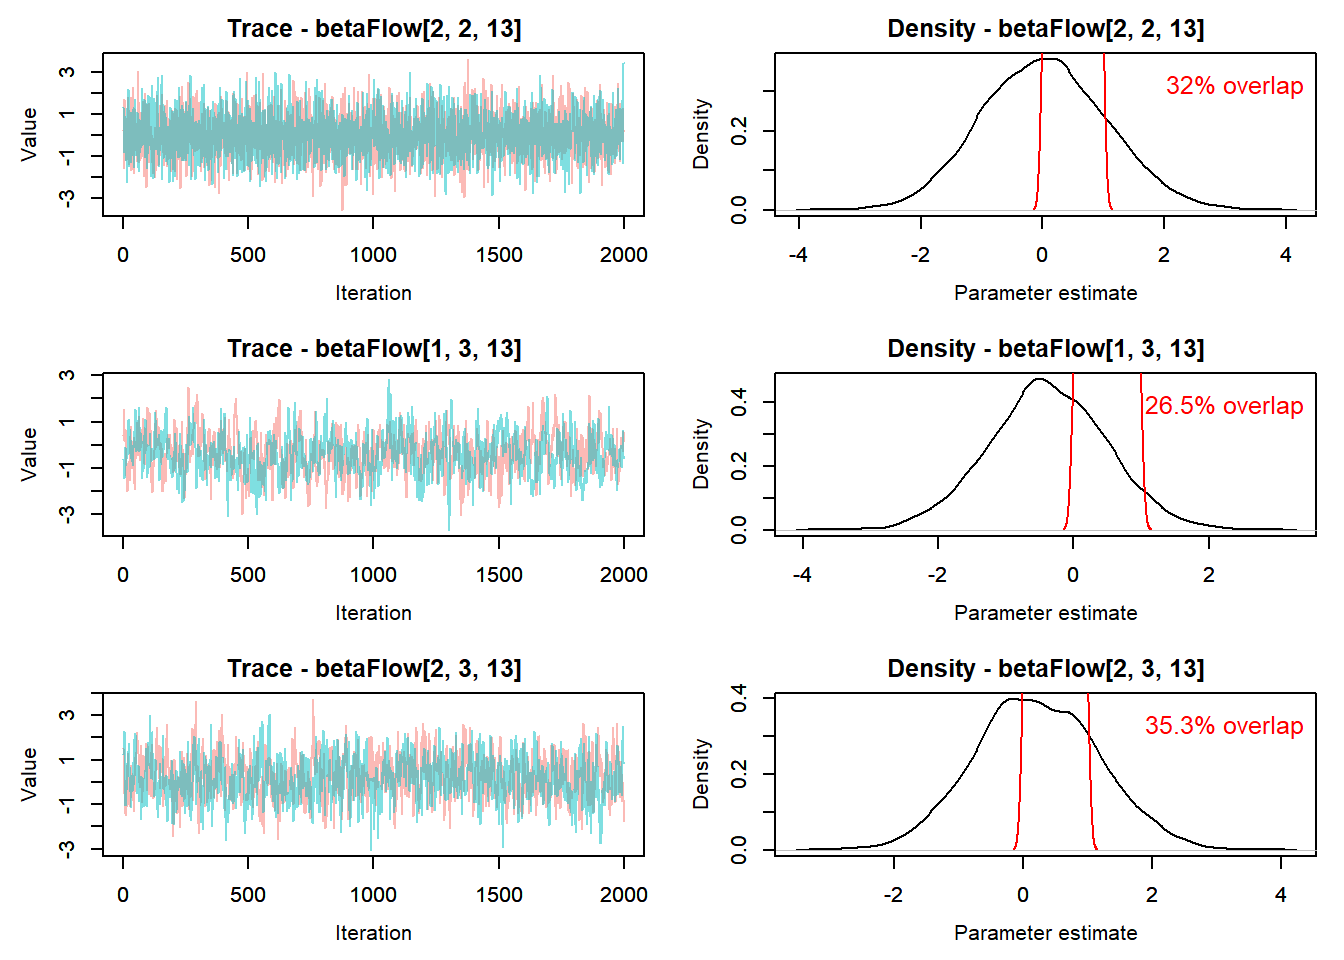 Trace - betaFlow[2, 2, 13]
Value
3
1
-1
-3
0 500 1000 1500 2000
Iteration
Density - betaFlow[2, 2, 13]
32% overlap
Density
0.2
0.0
-4 -2 0 2 4
Parameter estimate
Trace - betaFlow[1, 3, 13]
Value
3
1
-1
-3
0 500 1000 1500 2000
Iteration
Density - betaFlow[1, 3, 13]
26.5% overlap
Density
0.4
0.2
0.0
-4 -2 0 2
Parameter estimate
Trace - betaFlow[2, 3, 13]
Value
3
1
-1
-3
0 500 1000 1500 2000
Iteration
Density - betaFlow[2, 3, 13]
35.3% overlap
Density
0.4
0.2
0.0
-2 0 2 4
Parameter estimate